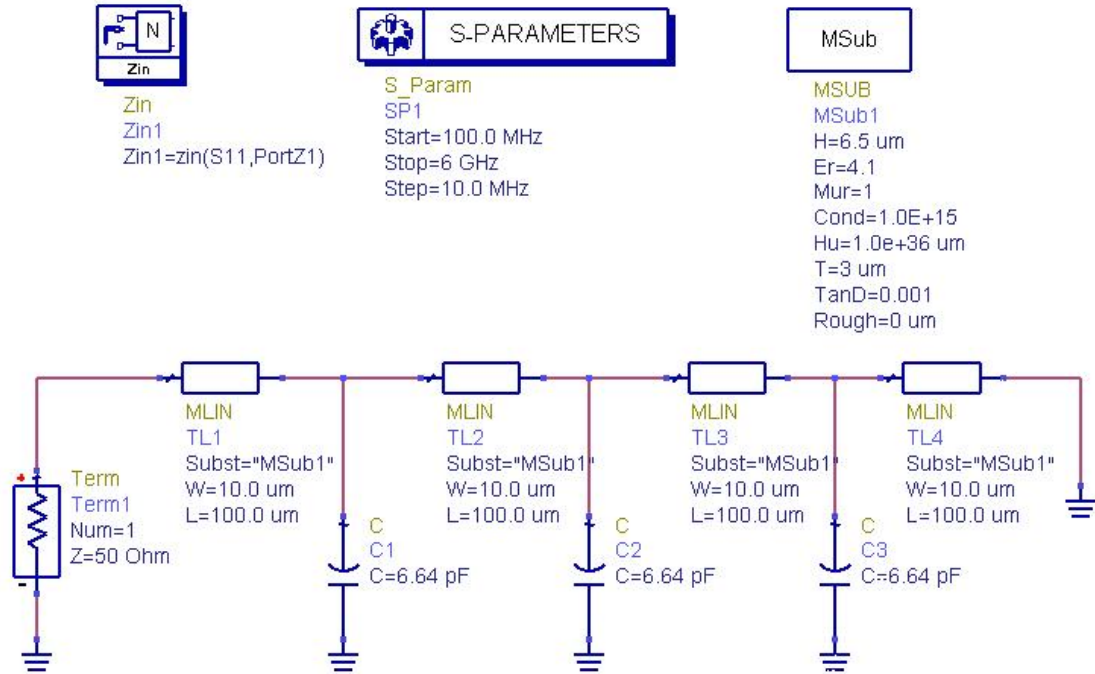 N
Zin
Zin
Zin1
Zin1=zin(S11,PortZ1)
S-PARAMETERS
S_Param
SP1
Start=100.0 MHz
Stop=6 GHz
Step=10.0 MHz
MSub
MSUB
MSub1
H=6.5 um
Er=4.1
Mur=1
Cond=1.0E+15
Hu=1.0e+36 um
T=3 um
TanD=0.001
Rough=0 um
MLIN
TL1
Subst="MSub1"
W=10.0 um
L=100.0 um
MLIN
TL2
Subst="MSub1"
W=10.0 um
L=100.0 um
MLIN
TL3
Subst="MSub1"
W=10.0 um
L=100.0 um
MLIN
TL4
Subst="MSub1"
W=10.0 um
L=100.0 um
+
Term
Term1
Num=1
Z=50 Ohm
-
C
C1
C=6.64 pF
C
C2
C=6.64 pF
C
C3
C=6.64 pF